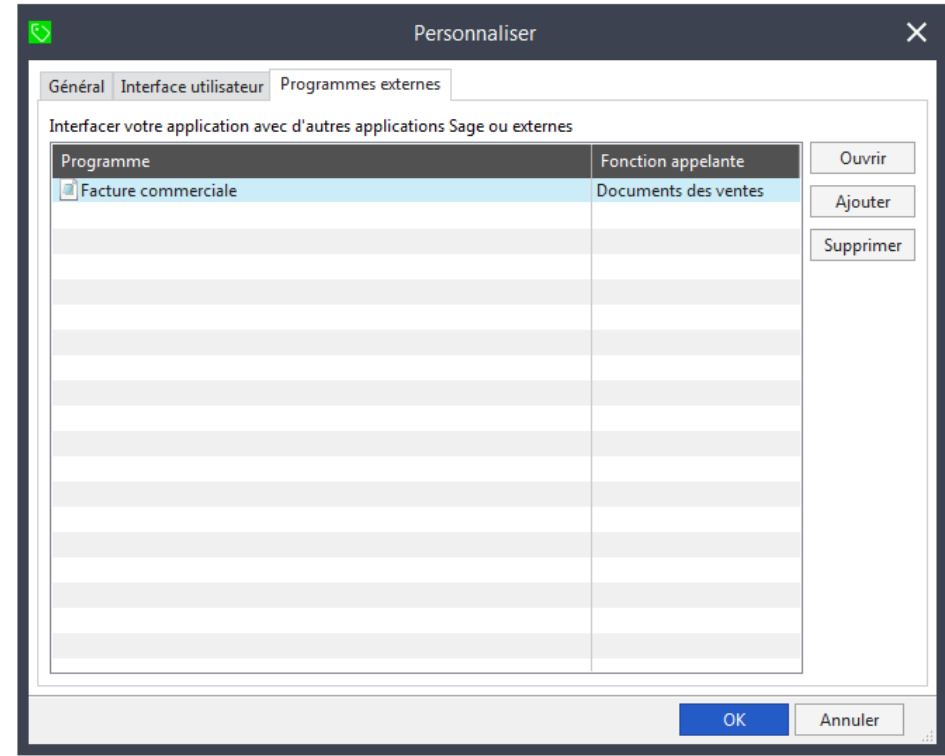 Personnaliser
Général Interface utilisateur Programmes externes
Interfacer votre application avec d'autres applications Sage ou externes
Programme Fonction appelante Ouvrir
Facture commerciale Documents des ventes
Ajouter
Supprimer
OK Annuler